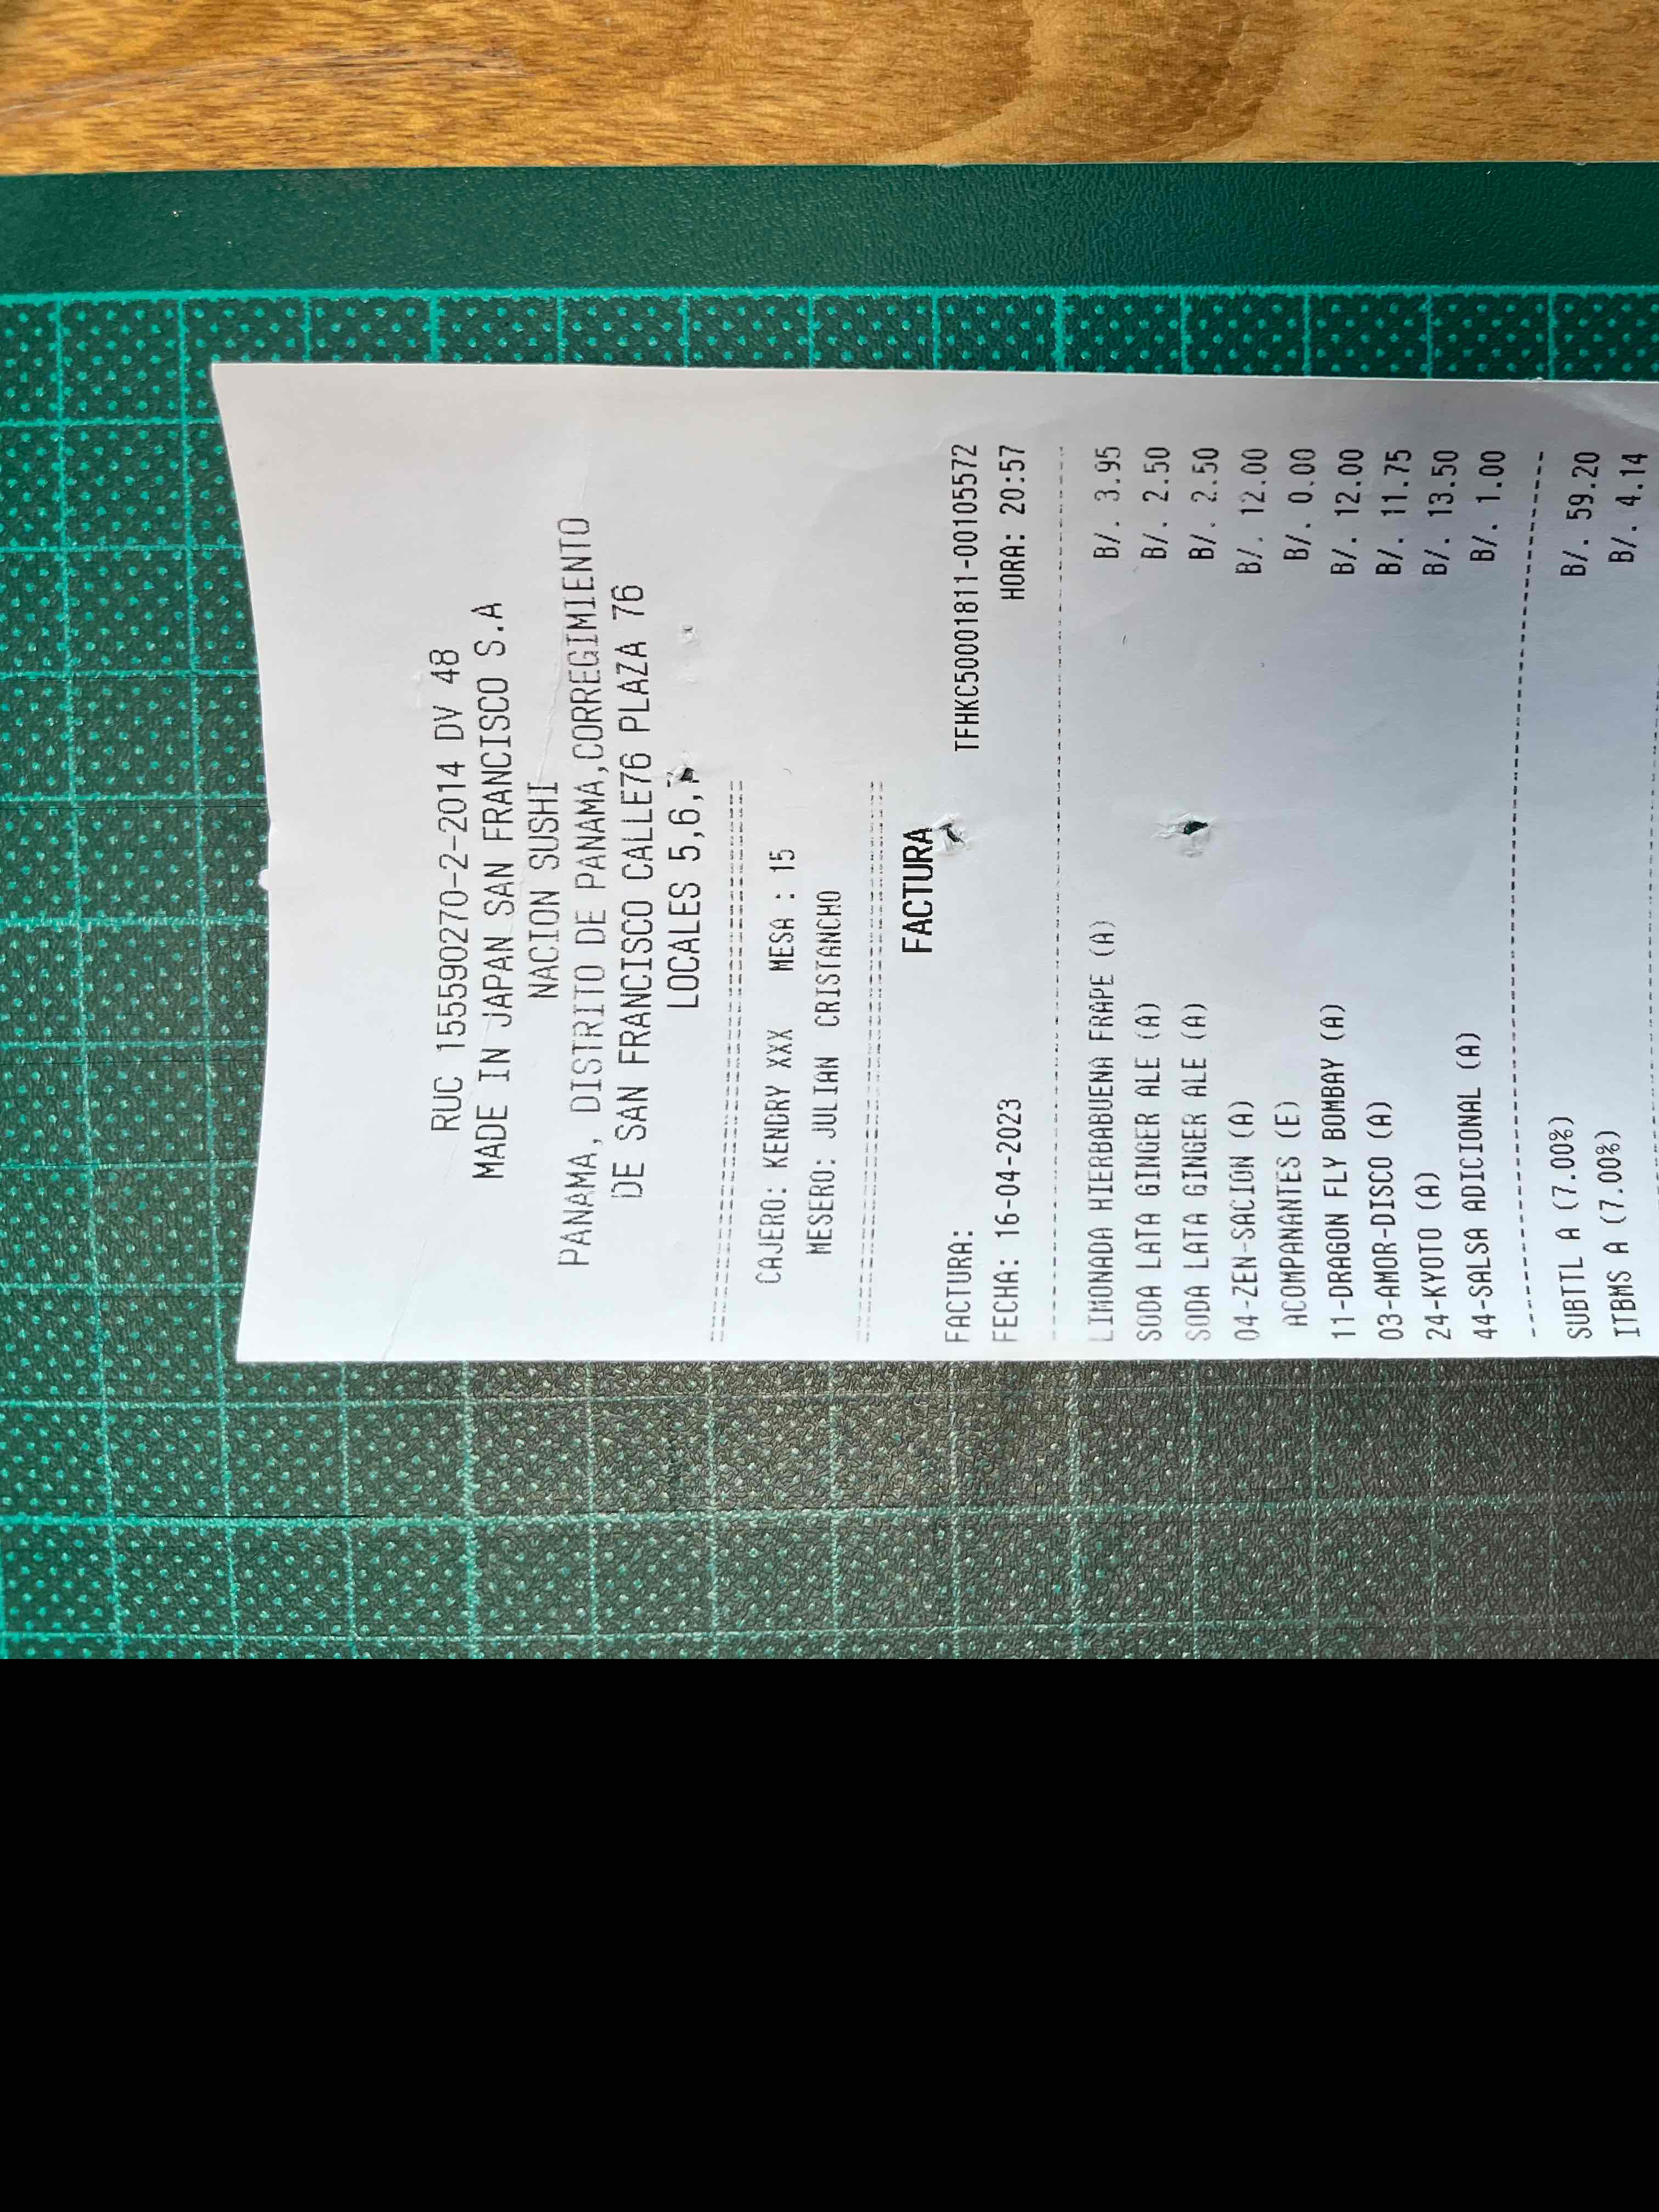 RUC 155590270-2-2014 DV 48
MADE IN JAPAN SAN FRANCISCO S.A
NACION SUSHI
PANAMA, DISTRITO DE PANAMA,CORREGIMIENTO
DE SAN FRANCISCO CALLE76 PLAZA 76
LOCALES 5,6,
CAJERO: KENDRY XXX MESA : 15
MESERO: JULIAN CRISTANCHO
FACTURA
FACTURA: TFHKC50001811-00105572
FECHA: 16-04-2023 HORA: 20:57
LIMONADA HIERBABUENA FRAPE (A) B/. 3.95
SODA LATA GINGER ALE (A) B/. 2.50
SODA LATA GINGER ALE (A) B/. 2.50
04-ZEN-SACION (A) B/. 12.00
ACOMPANANTES (E) B/. 0.00
11-DRAGON FLY BOMBAY (A) B/. 12.00
03-AMOR-DISCO (A) B/. 11.75
24-KYOTO (A) B/. 13.50
44-SALSA ADICIONAL (A) B/. 1.00
SUBTTL A (7.00%) B/. 59.20
ITBMS A (7.00%) B/. 4.14